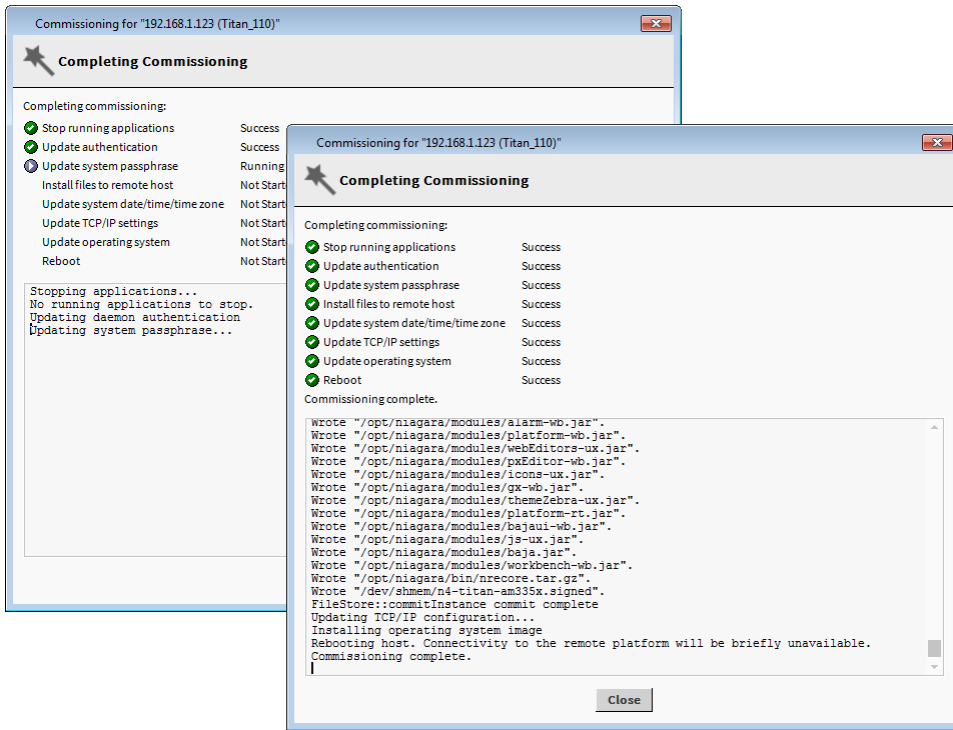 Commissioning for "192.168.1.123 (Titan_110)"
Completing Commissioning
Completing commissioning:
Stop running applications Success
Update authentication Success
Update system passphrase Running
Install files to remote host Not Start
Update system date/time/time zone Not Start
Update TCP/IP settings Not Start
Update operating system Not Start
Reboot Not Start
Stopping applications...
No running applications to stop.
Updating daemon authentication
Updating system passphrase...
Commissioning for "192.168.1.123 (Titan_110)"
Completing Commissioning
Completing commissioning:
Stop running applications Success
Update authentication Success
Update system passphrase Success
Install files to remote host Success
Update system date/time/time zone Success
Update TCP/IP settings Success
Update operating system Success
Reboot Success
Commissioning complete.
Wrote "/opt/niagara/modules/alarm-wb.jar".
Wrote "/opt/niagara/modules/platform-wb.jar".
Wrote "/opt/niagara/modules/webEditors-ux.jar".
Wrote "/opt/niagara/modules/pxEditor-wb.jar".
Wrote "/opt/niagara/modules/icons-ux.jar".
Wrote "/opt/niagara/modules/gx-wb.jar".
Wrote "/opt/niagara/modules/themeZebra-ux.jar".
Wrote "/opt/niagara/modules/platform-rt.jar".
Wrote "/opt/niagara/modules/bajaui-wb.jar".
Wrote "/opt/niagara/modules/js-ux.jar".
Wrote "/opt/niagara/modules/baja.jar".
Wrote "/opt/niagara/modules/workbench-wb.jar".
Wrote "/opt/niagara/bin/nrecore.tar.gz".
Wrote "/dev/shmem/n4-titan-am335x.signed".
FileStore::commitInstance commit complete
Updating TCP/IP configuration...
Installing operating system image
Rebooting host. Connectivity to the remote platform will be briefly unavailable.
Commissioning complete.
Close